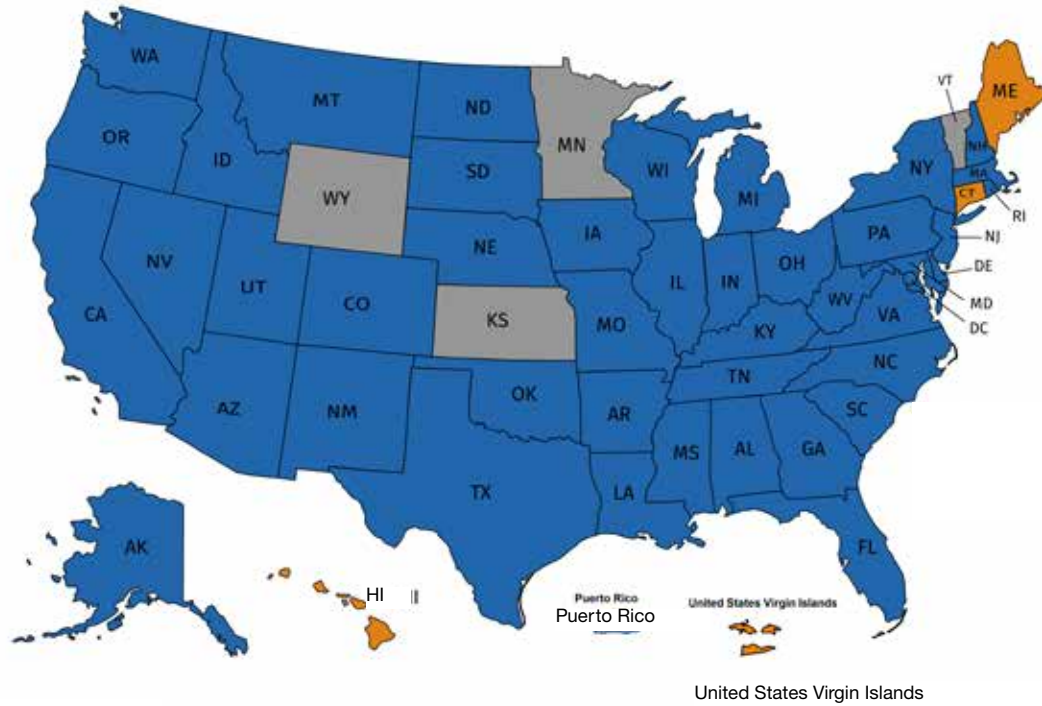 WA
MT
ND
MN
VT
ME
OR
ID
SD
WI
NH
NY
MA
WY
MI
CT
RI
IA
PA
NE
NJ
NV
OH
UT
IL
IN
DE
CO
WV
MD
CA
KS
MO
VA
DC
KY
NC
TN
OK
AZ
NM
AR
SC
MS
AL
GA
TX
LA
AK
FL
HI
Puerto Rico
United States Virgin Islands
Puerto Rico
United States Virgin Islands